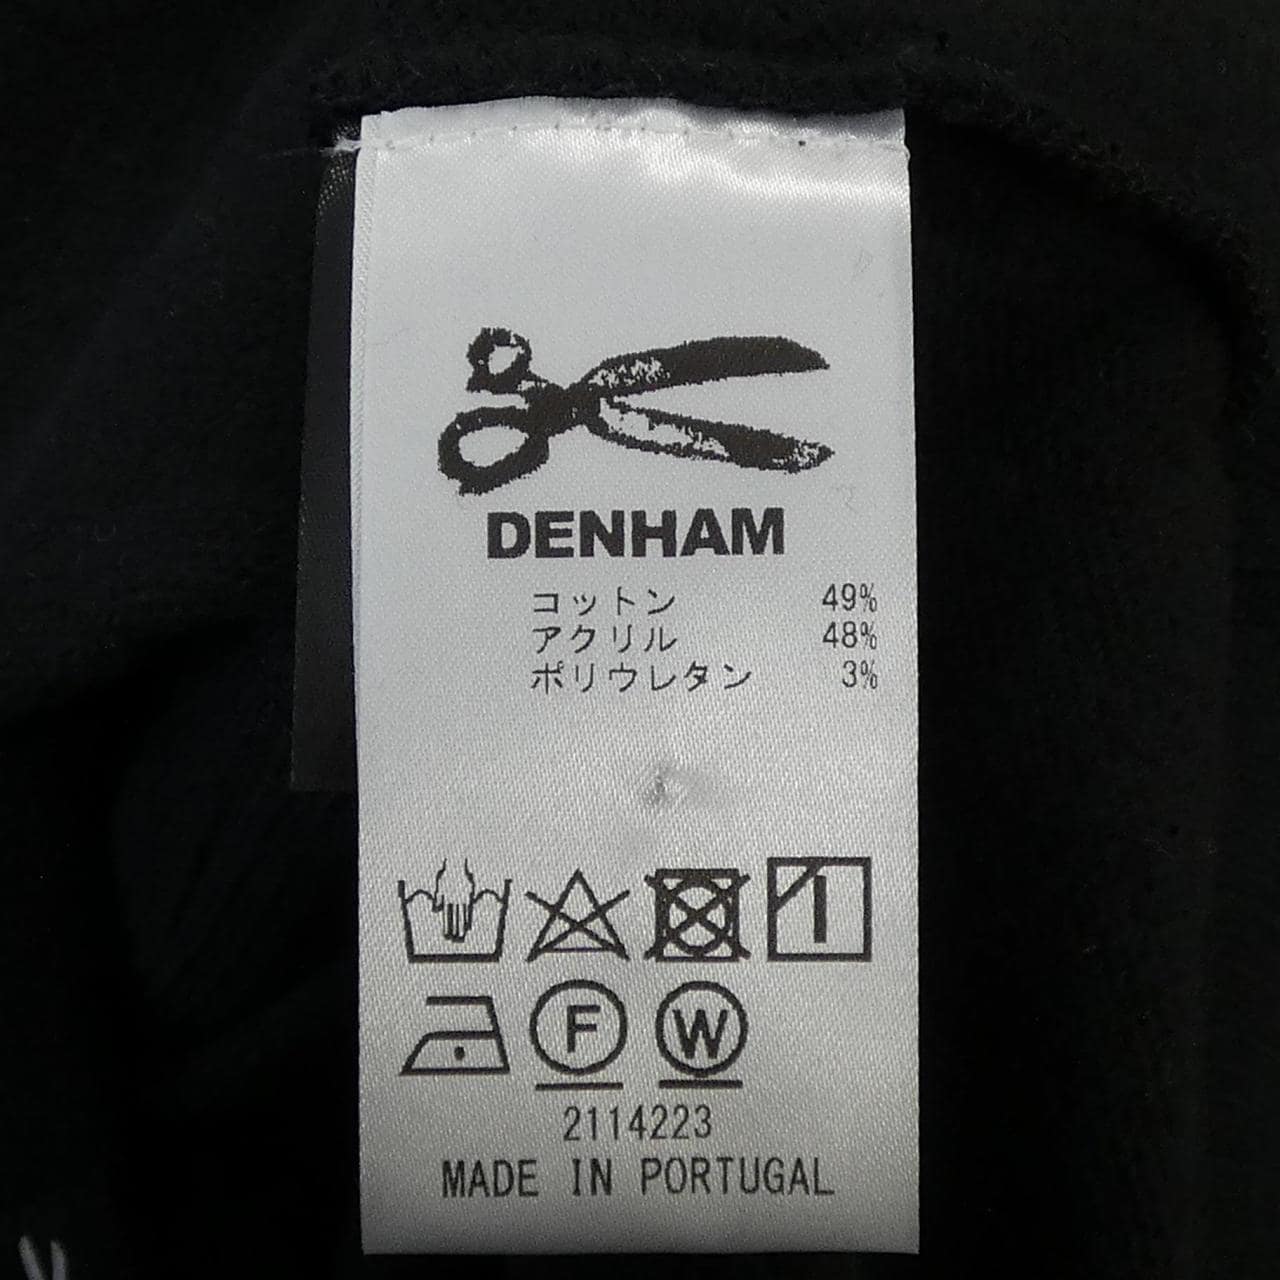 DENHAM
コットン 49%
アクリル 48%
ポリウレタン 3%
F W
2114223
MADE IN PORTUGAL